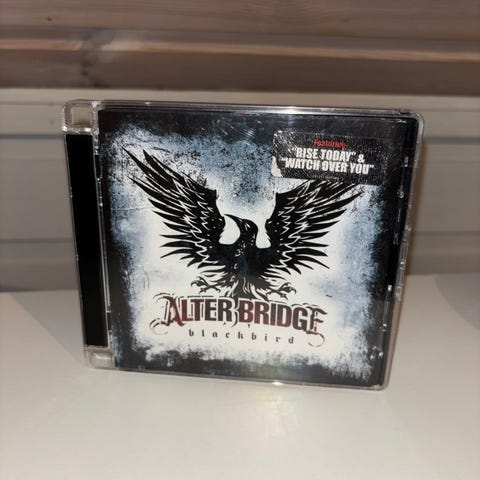 Featuring
"RISE TODAY" &
"WATCH OVER YOU"
ALTER BRIDGE
blackbird